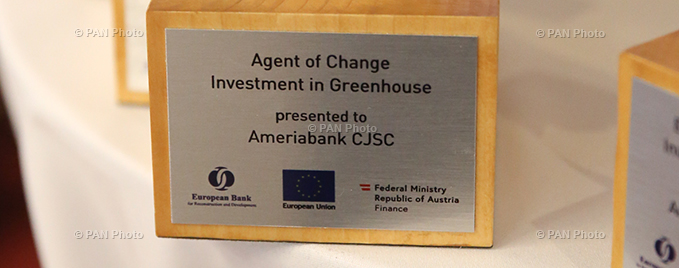 © PAN Photo
© PAN Photo
Agent of Change
Investment in Greenhouse
presented to
© PAN Photo
Ameriabank CJSC
European Bank
for Reconstruction and Development
European Union
Federal Ministry
Republic of Austria
Finance
© PAN Photo
© PAN Photo